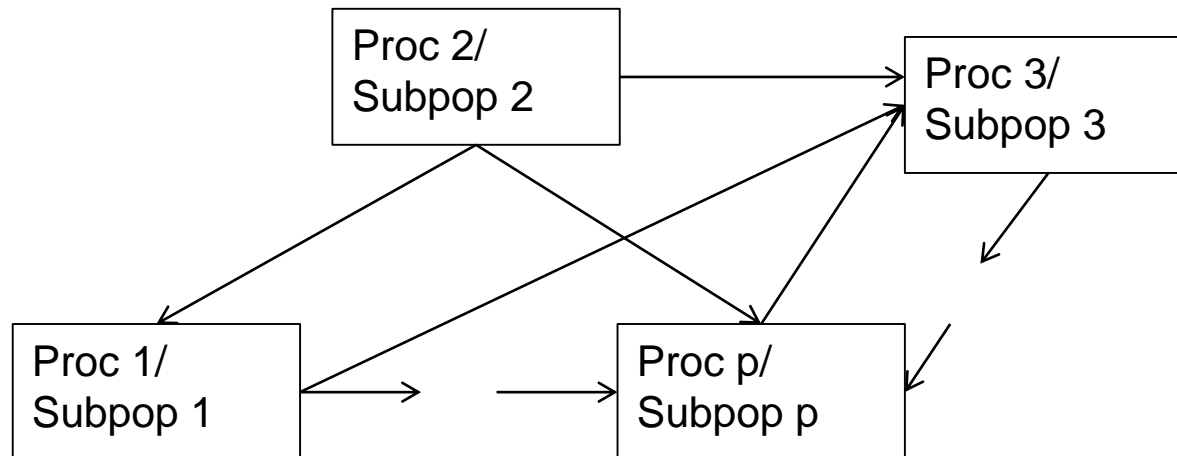 Proc 2/
Subpop 2
Proc 3/
Subpop 3
Proc 1/
Subpop 1
Proc p/
Subpop p